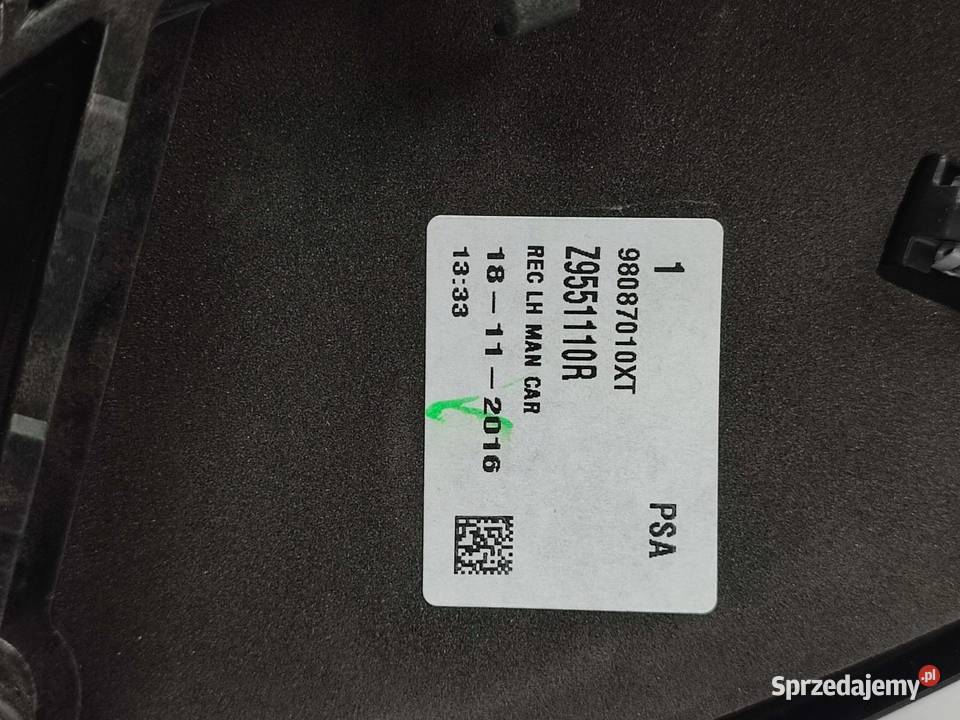 1 PSA
98087010XT
Z9551110R
REC LH MAN CAR
18-11-2016
13:33
Sprzedajemy.pl